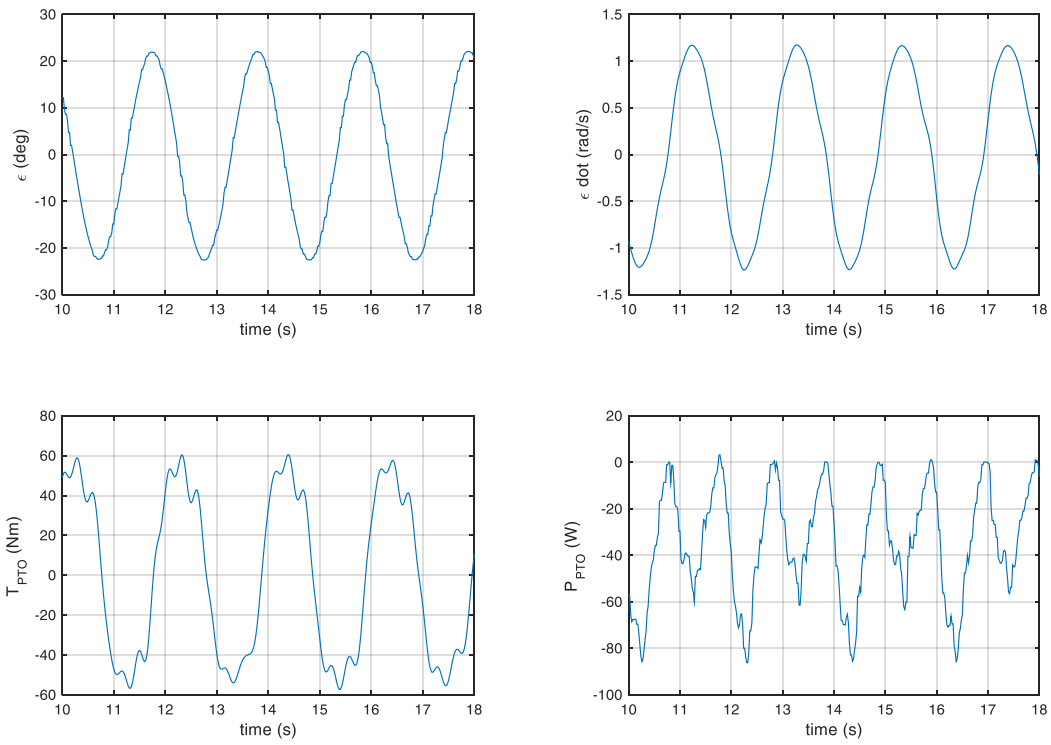 30
20
10
0
-10
-20
-30
ϵ (deg)
10 11 12 13 14 15 16 17 18
time (s)
1.5
1
0.5
0
-0.5
-1
-1.5
ϵ dot (rad/s)
10 11 12 13 14 15 16 17 18
time (s)
80
60
40
20
0
-20
-40
-60
T_PTO (Nm)
10 11 12 13 14 15 16 17 18
time (s)
20
0
-20
-40
-60
-80
-100
P_PTO (W)
10 11 12 13 14 15 16 17 18
time (s)